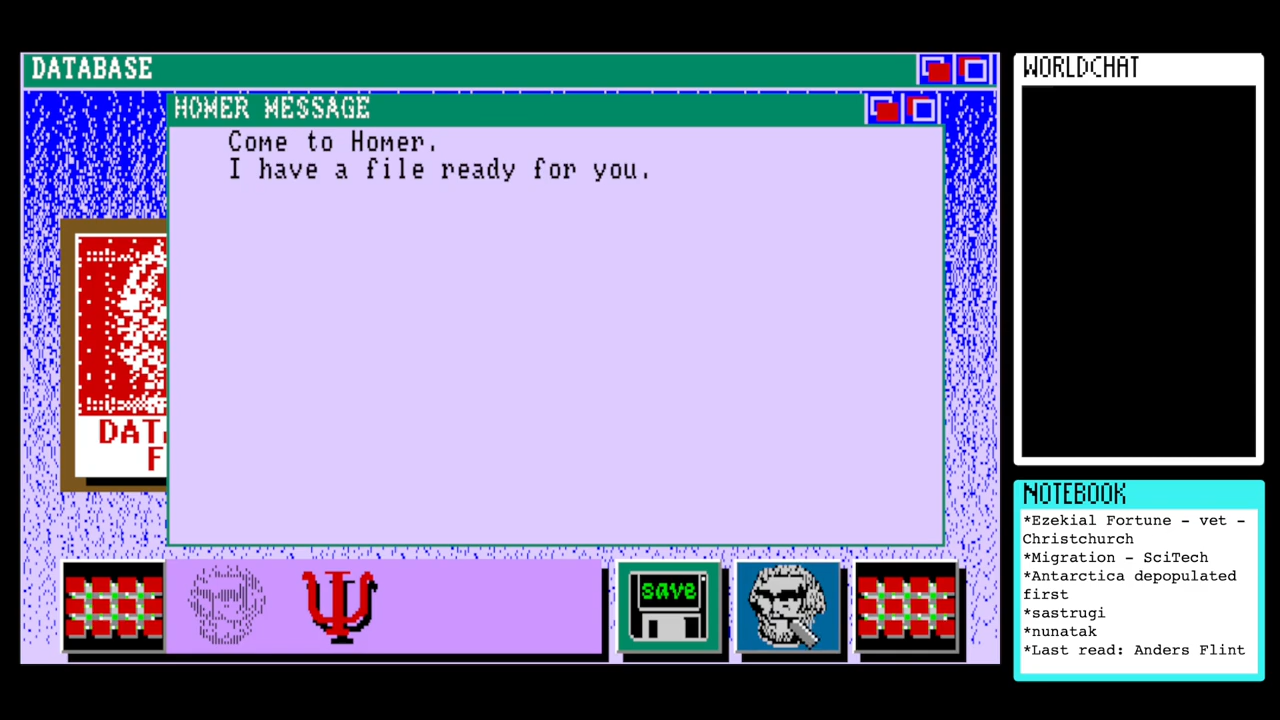 DATABASE
HOMER MESSAGE
Come to Homer.
I have a file ready for you.
DAT
F
save
WORLDCHAT
NOTEBOOK
*Ezekial Fortune - vet -
Christchurch
*Migration - SciTech
*Antarctica depopulated
first
*sastrugi
*nunatak
*Last read: Anders Flint